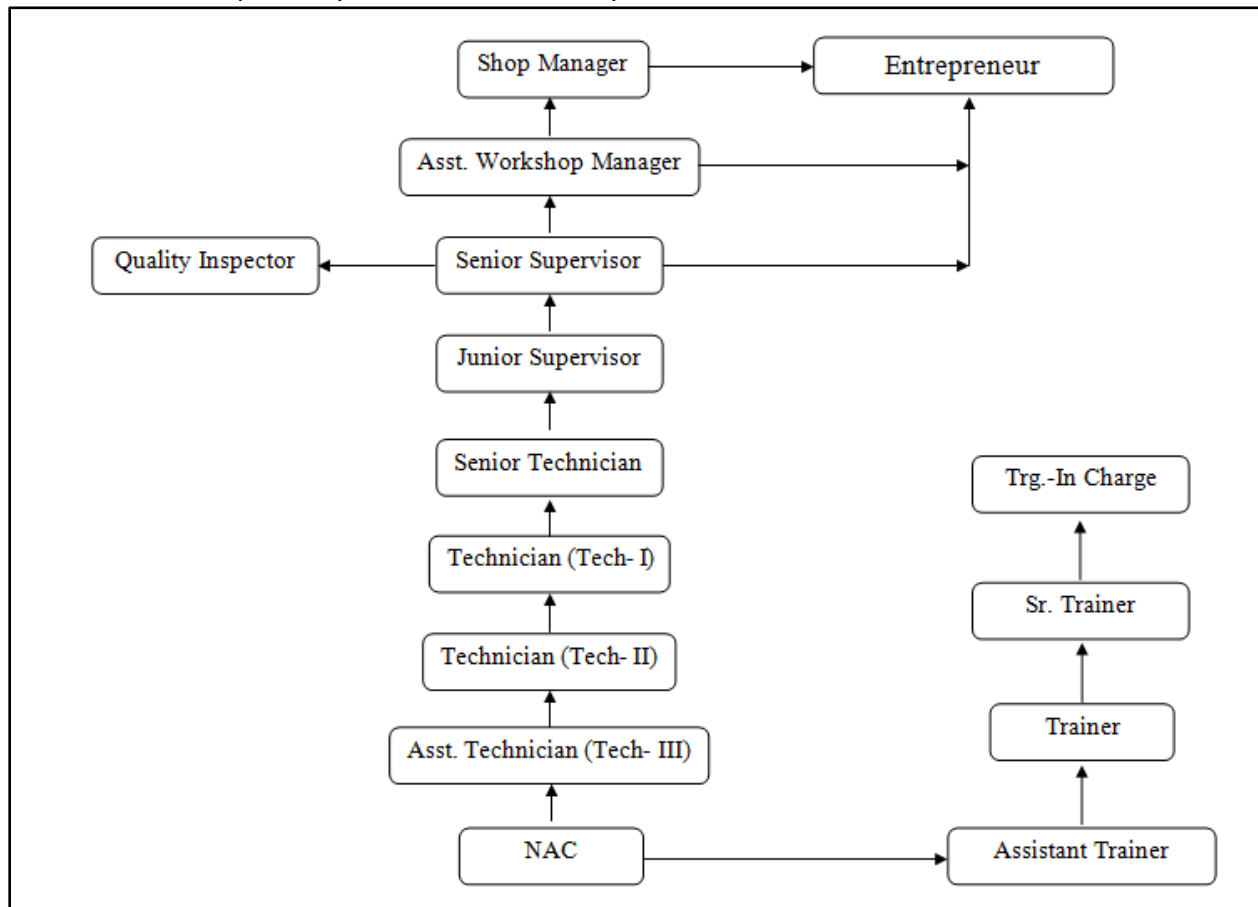 Shop Manager
Entrepreneur
Asst. Workshop Manager
Quality Inspector
Senior Supervisor
Junior Supervisor
Senior Technician
Trg.-In Charge
Technician (Tech- I)
Sr. Trainer
Technician (Tech- II)
Trainer
Asst. Technician (Tech- III)
NAC
Assistant Trainer